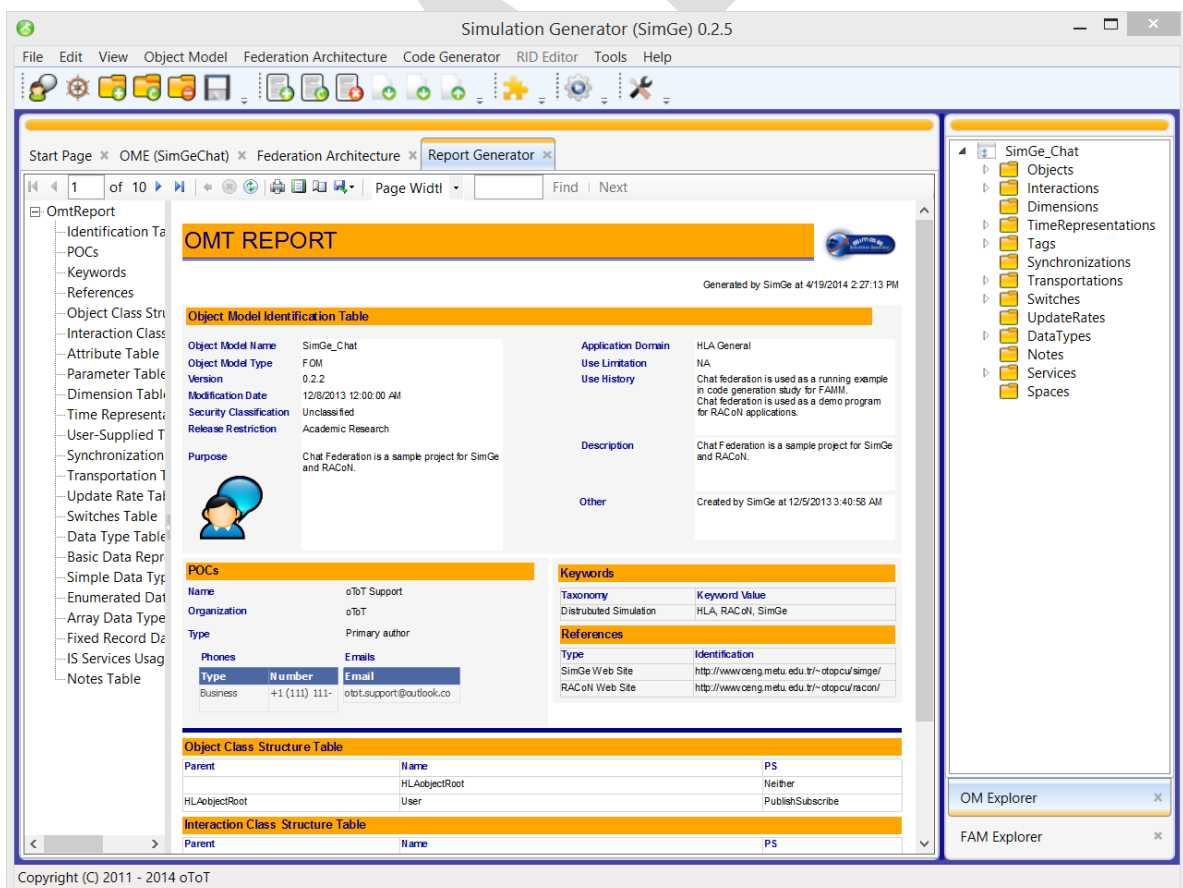 Simulation Generator (SimGe) 0.2.5
File Edit View Object Model Federation Architecture Code Generator RID Editor Tools Help
Start Page OME (SimGeChat) Federation Architecture Report Generator
1 of 10 Page Widtl Find Next
OmtReport
Identification Ta
POCs
Keywords
References
Object Class Stru
Interaction Class
Attribute Table
Parameter Table
Dimension Table
Time Representa
User-Supplied T
Synchronization
Transportation T
Update Rate Tal
Switches Table
Data Type Table
Basic Data Repr
Simple Data Typ
Enumerated Dat
Array Data Type
Fixed Record Da
IS Services Usag
Notes Table
OMT REPORT
SimGe
Generated by SimGe at 4/19/2014 2:27:13 PM
Object Model Identification Table
Object Model Name SimGe_Chat
Object Model Type FOM
Version 0.2.2
Modification Date 12/8/2013 12:00:00 AM
Security Classification Unclassified
Release Restriction Academic Research
Purpose Chat Federation is a sample project for SimGe
and RACoN.
Application Domain HLA General
Use Limitation NA
Use History Chat federation is used as a running example
in code generation study for FAMM.
Chat federation is used as a demo program
for RACoN applications.
Description Chat Federation is a sample project for SimGe
and RACoN.
Other Created by SimGe at 12/5/2013 3:40:58 AM
POCs
Name oToT Support
Organization oToT
Type Primary author
Phones Emails
Type Number Email
Business +1 (111) 111- otot.support@outlook.co
Keywords
Taxonomy Keyword Value
Distrubuted Simulation HLA, RACoN, SimGe
References
Type Identification
SimGe Web Site http://www.ceng.metu.edu.tr/~otopcu/simge/
RACoN Web Site http://www.ceng.metu.edu.tr/~otopcu/racon/
Object Class Structure Table
Parent Name PS
HLAobjectRoot Neither
HLAobjectRoot User PublishSubscribe
Interaction Class Structure Table
Parent Name PS
SimGe_Chat
Objects
Interactions
Dimensions
TimeRepresentations
Tags
Synchronizations
Transportations
Switches
UpdateRates
DataTypes
Notes
Services
Spaces
OM Explorer
FAM Explorer
Copyright (C) 2011 - 2014 oToT